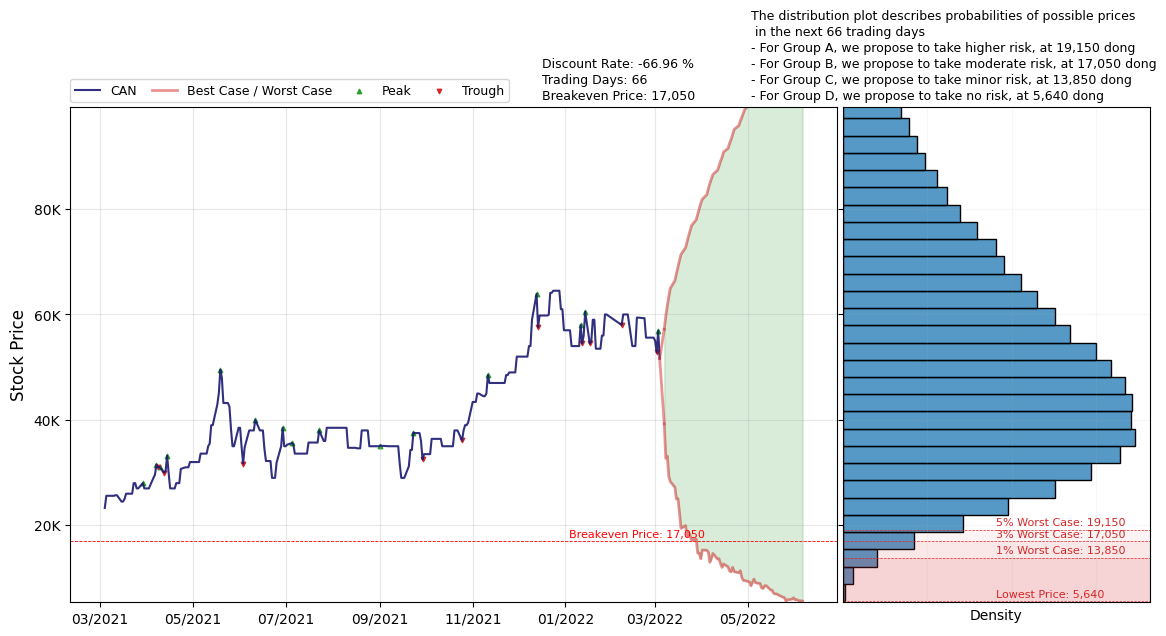 The distribution plot describes probabilities of possible prices
in the next 66 trading days
- For Group A, we propose to take higher risk, at 19,150 dong
- For Group B, we propose to take moderate risk, at 17,050 dong
- For Group C, we propose to take minor risk, at 13,850 dong
- For Group D, we propose to take no risk, at 5,640 dong
Discount Rate: -66.96 %
Trading Days: 66
Breakeven Price: 17,050
CAN Best Case / Worst Case Peak Trough
Stock Price
80K
60K
40K
20K
Breakeven Price: 17,050
03/2021 05/2021 07/2021 09/2021 11/2021 01/2022 03/2022 05/2022
5% Worst Case: 19,150
3% Worst Case: 17,050
1% Worst Case: 13,850
Lowest Price: 5,640
Density